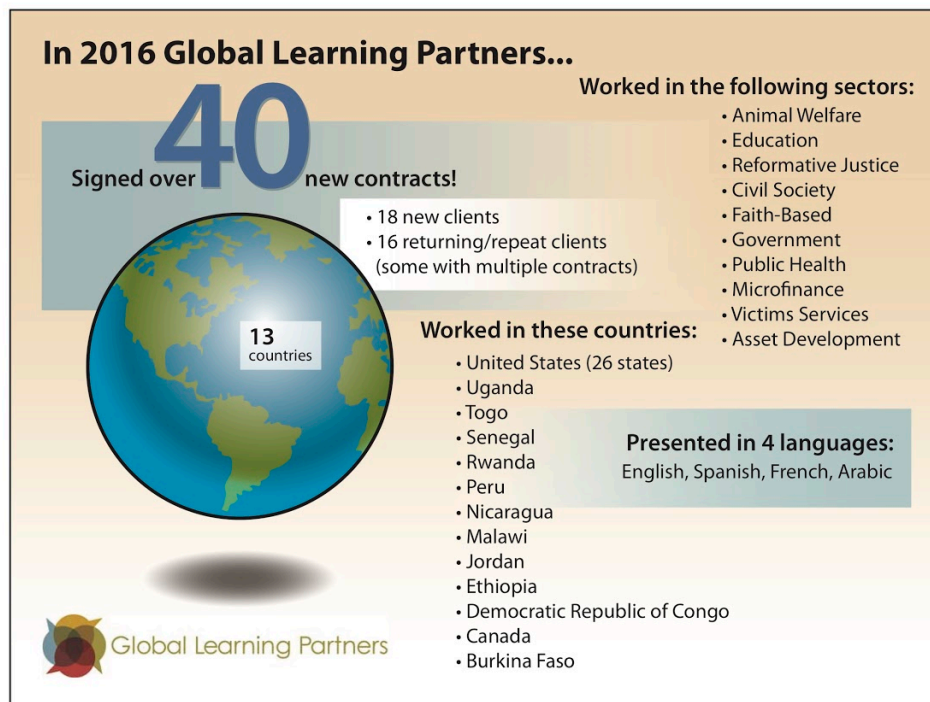 In 2016 Global Learning Partners...
Signed over 40 new contracts!
• 18 new clients
• 16 returning/repeat clients
(some with multiple contracts)
13
countries
Worked in the following sectors:
• Animal Welfare
• Education
• Reformative Justice
• Civil Society
• Faith-Based
• Government
• Public Health
• Microfinance
• Victims Services
• Asset Development
Worked in these countries:
• United States (26 states)
• Uganda
• Togo
• Senegal
• Rwanda
• Peru
• Nicaragua
• Malawi
• Jordan
• Ethiopia
• Democratic Republic of Congo
• Canada
• Burkina Faso
Presented in 4 languages:
English, Spanish, French, Arabic
Global Learning Partners